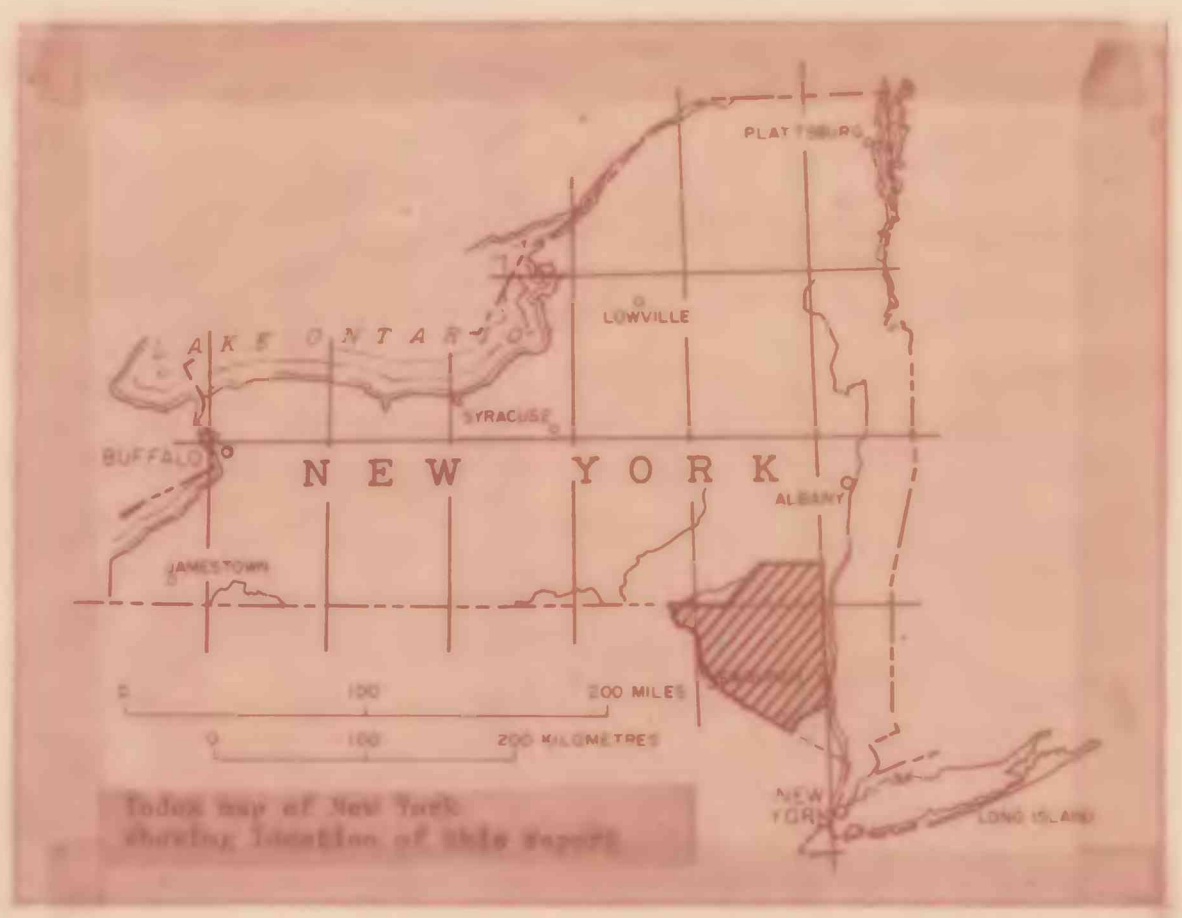 PLATTSBURG
LOWVILLE
LAKE ONTARIO
SYRACUSE
BUFFALO
NEW YORK
ALBANY
JAMESTOWN
0 100 200 MILES
0 100 200 KILOMETRES
NEW
YORK
LONG ISLAND
Index map of New York
showing location of this report